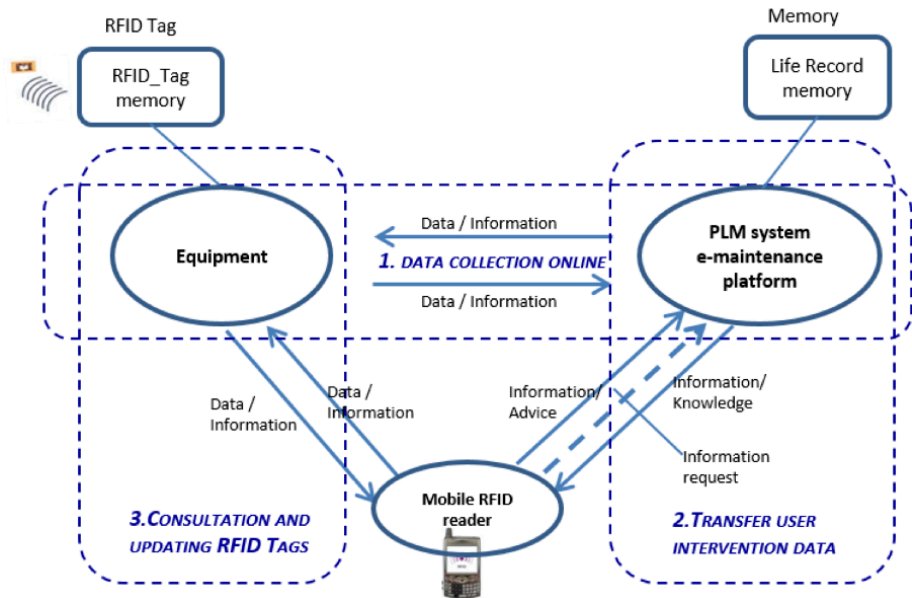 RFID Tag
RFID_Tag
memory
Memory
Life Record
memory
Equipment
Data / Information
1. DATA COLLECTION ONLINE
Data / Information
PLM system
e-maintenance
platform
Data /
Information
Data /
Information
Information/
Advice
Information/
Knowledge
Information
request
Mobile RFID
reader
3.CONSULTATION AND
UPDATING RFID TAGS
2.TRANSFER USER
INTERVENTION DATA